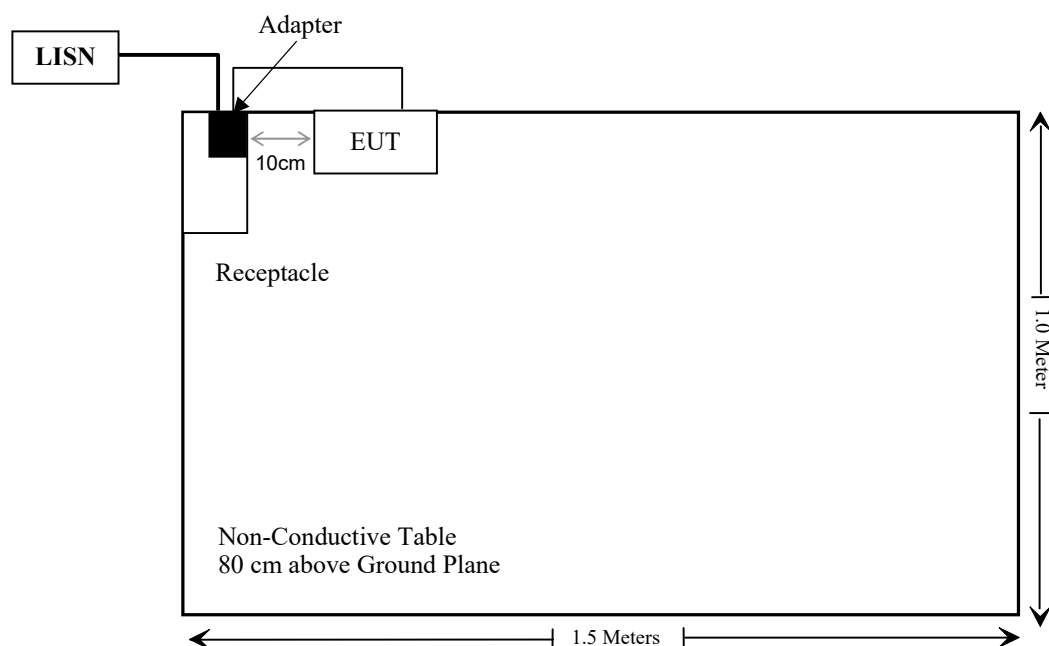 Adapter
LISN
EUT
10cm
Receptacle
1.0 Meter
Non-Conductive Table
80 cm above Ground Plane
1.5 Meters